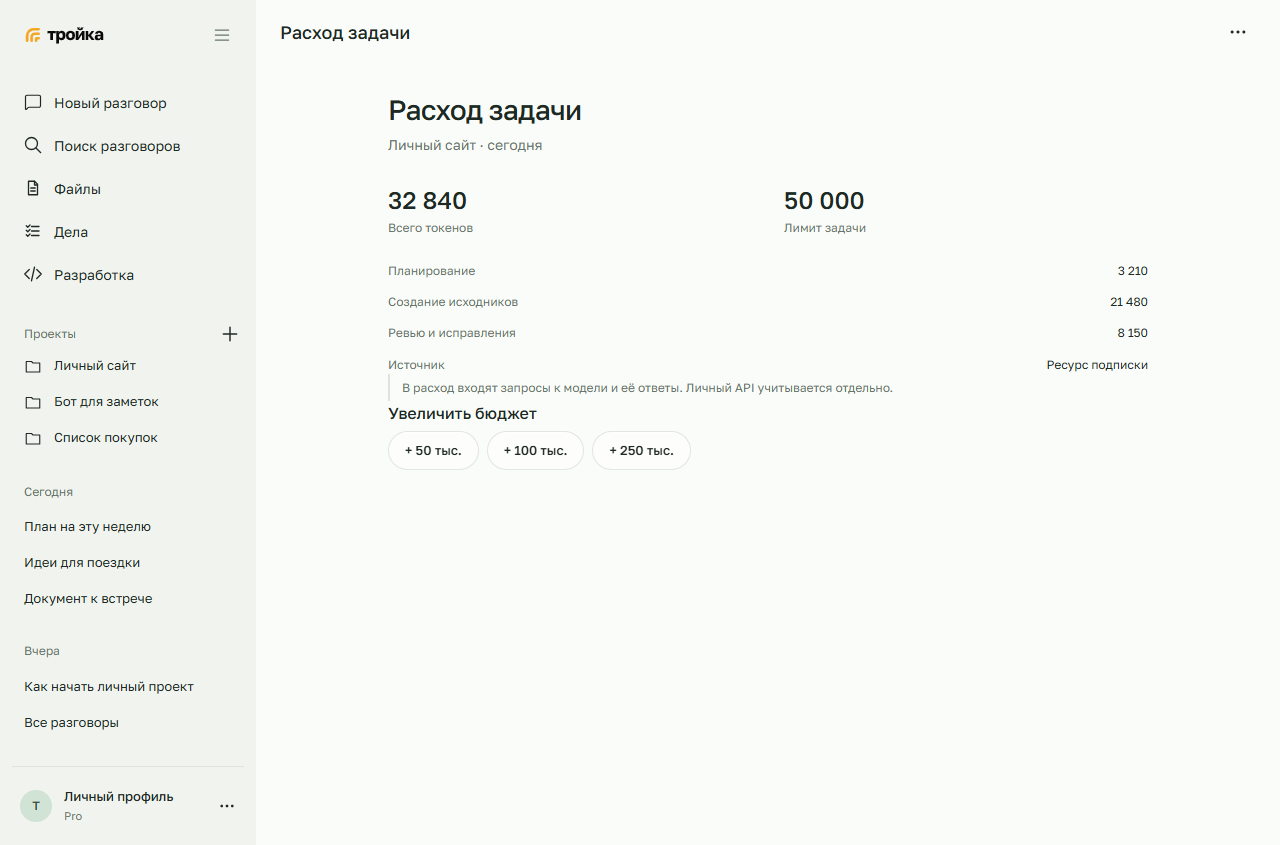 тройка
Новый разговор
Поиск разговоров
Файлы
Дела
Разработка
Проекты
Личный сайт
Бот для заметок
Список покупок
Сегодня
План на эту неделю
Идеи для поездки
Документ к встрече
Вчера
Как начать личный проект
Все разговоры
Т
Личный профиль
Pro
Расход задачи
Расход задачи
Личный сайт · сегодня
32 840
Всего токенов
50 000
Лимит задачи
Планирование 3 210
Создание исходников 21 480
Ревью и исправления 8 150
Источник Ресурс подписки
В расход входят запросы к модели и её ответы. Личный API учитывается отдельно.
Увеличить бюджет
+ 50 тыс. + 100 тыс. + 250 тыс.